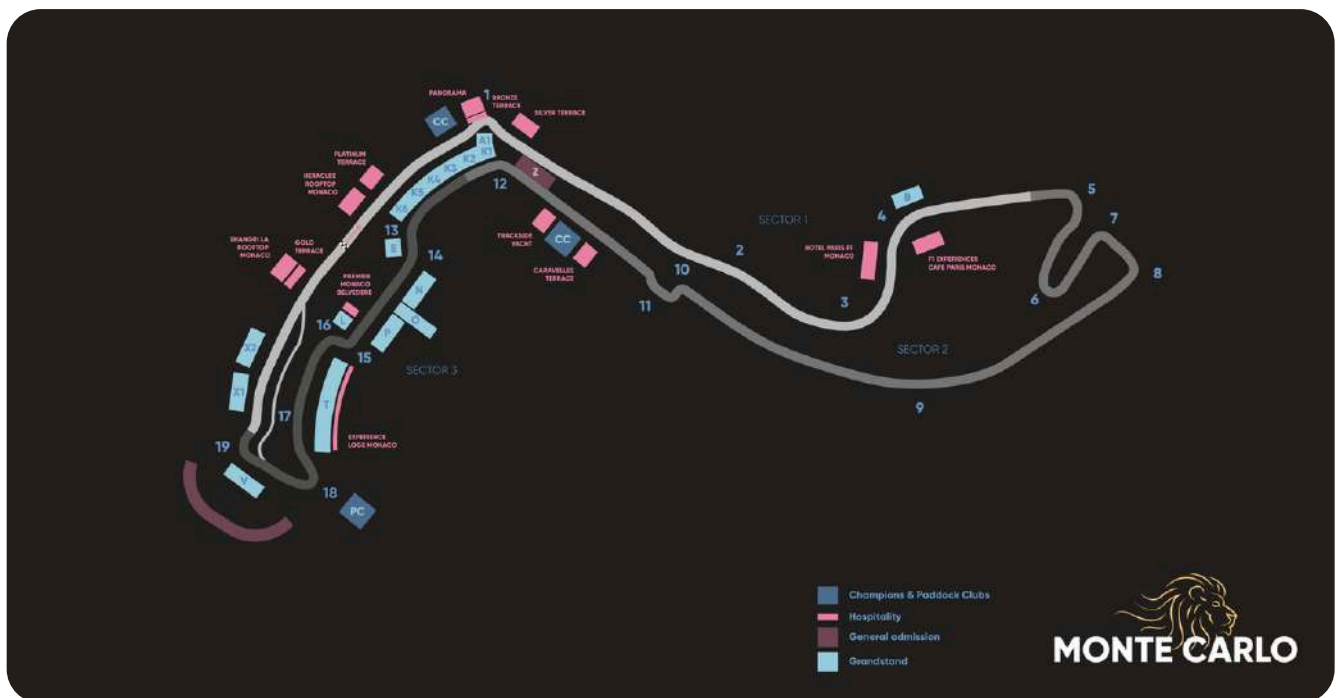 PANORAMA
1
BRONZE
TERRACE
SILVER TERRACE
CC
A1
K1
K2
K3
K4
K5
K6
Z
12
PLATINUM
TERRACE
HERACLES
ROOFTOP
MONACO
SHANGRI LA
ROOFTOP
MONACO
GOLD
TERRACE
13
14
TRACKSIDE
YACHT
CC
CARAVELLES
TERRACE
SECTOR 1
2
10
11
3
4
B
HOTEL PARIS F1
MONACO
F1 EXPERIENCES
CAFE PARIS MONACO
5
7
6
8
SECTOR 2
9
PREMIER
MONACO
BELVEDERE
16
L
N
O
P
15
SECTOR 3
X2
X1
17
T
EXPERIENCE
LOGE MONACO
19
V
18
PC
Champions & Paddock Clubs
Hospitality
General admission
Grandstand
MONTE CARLO